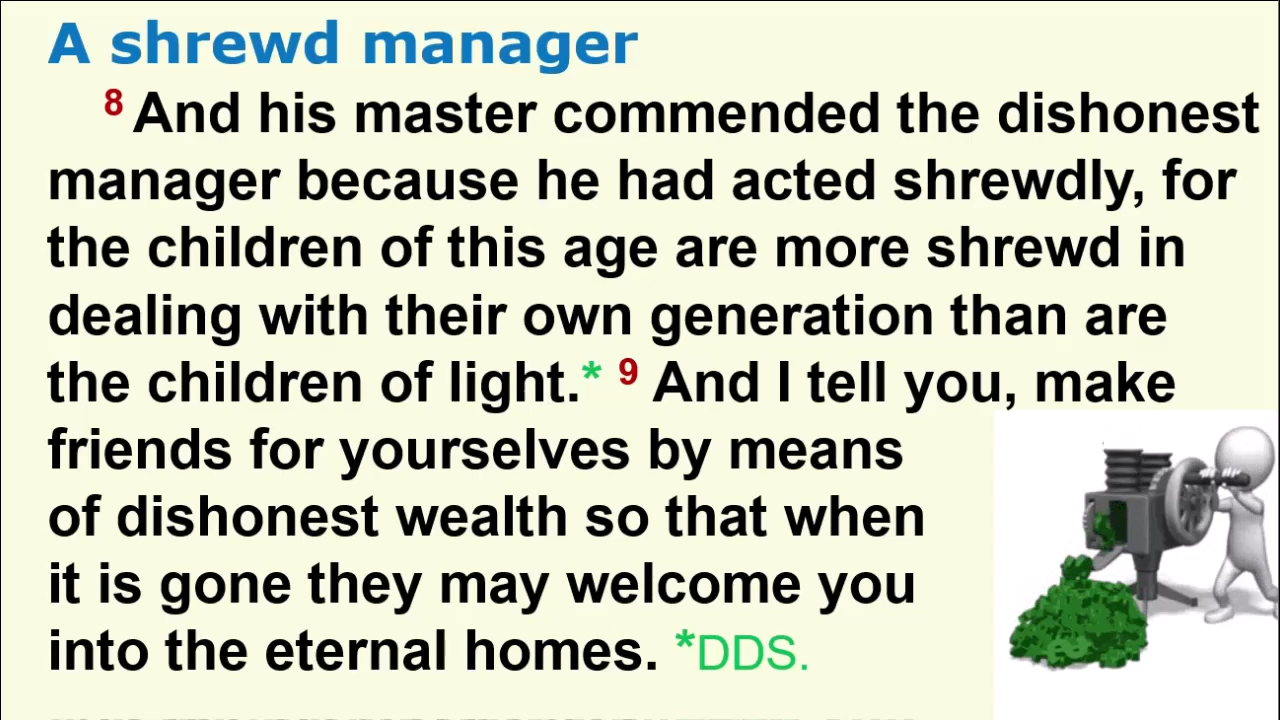 A shrewd manager
8 And his master commended the dishonest
manager because he had acted shrewdly, for
the children of this age are more shrewd in
dealing with their own generation than are
the children of light.* 9 And I tell you, make
friends for yourselves by means
of dishonest wealth so that when
it is gone they may welcome you
into the eternal homes. *DDS.